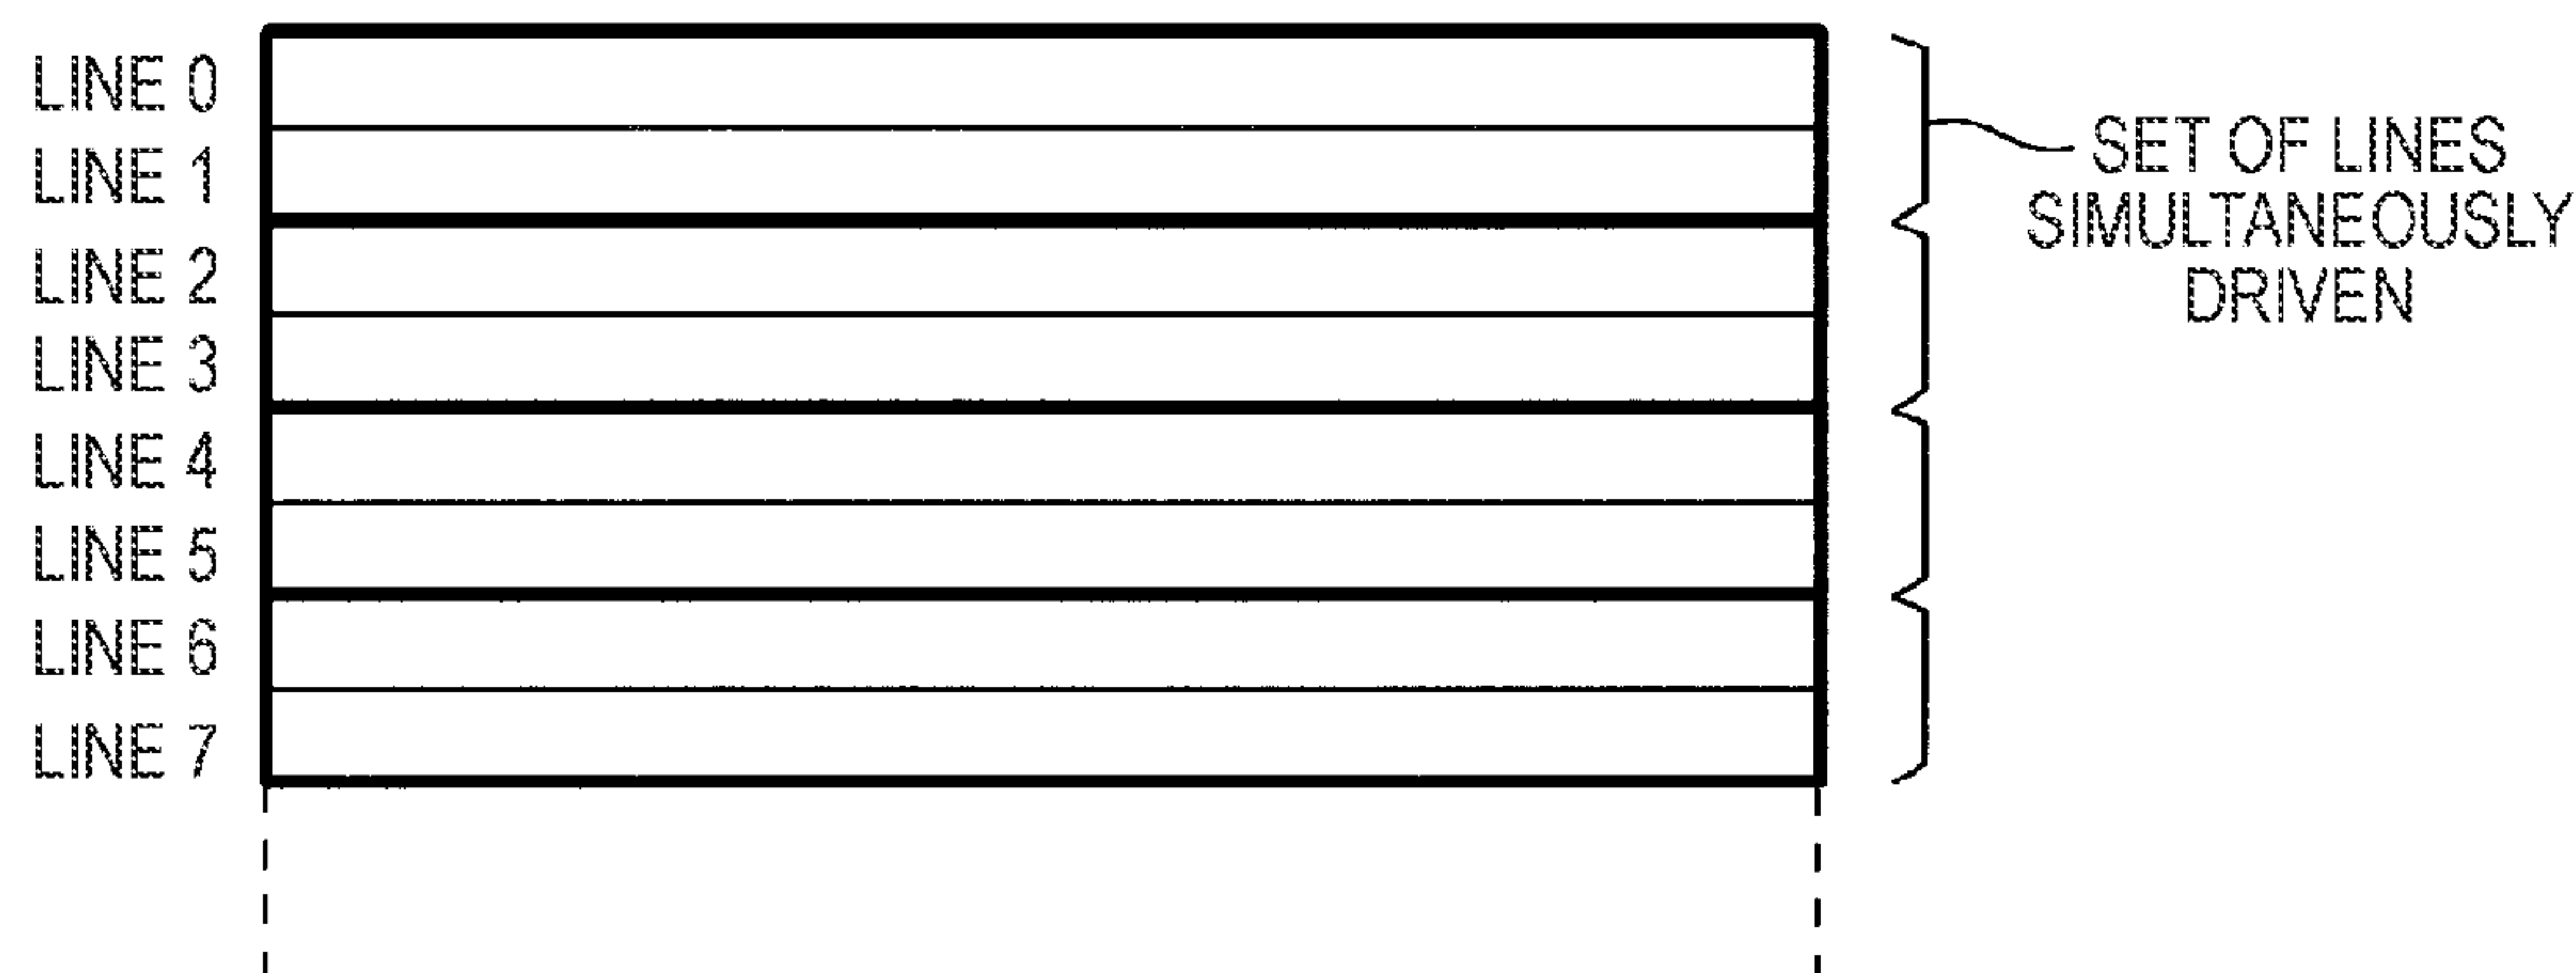 LINE 0
LINE 1
LINE 2
LINE 3
LINE 4
LINE 5
LINE 6
LINE 7
SET OF LINES
SIMULTANEOUSLY
DRIVEN